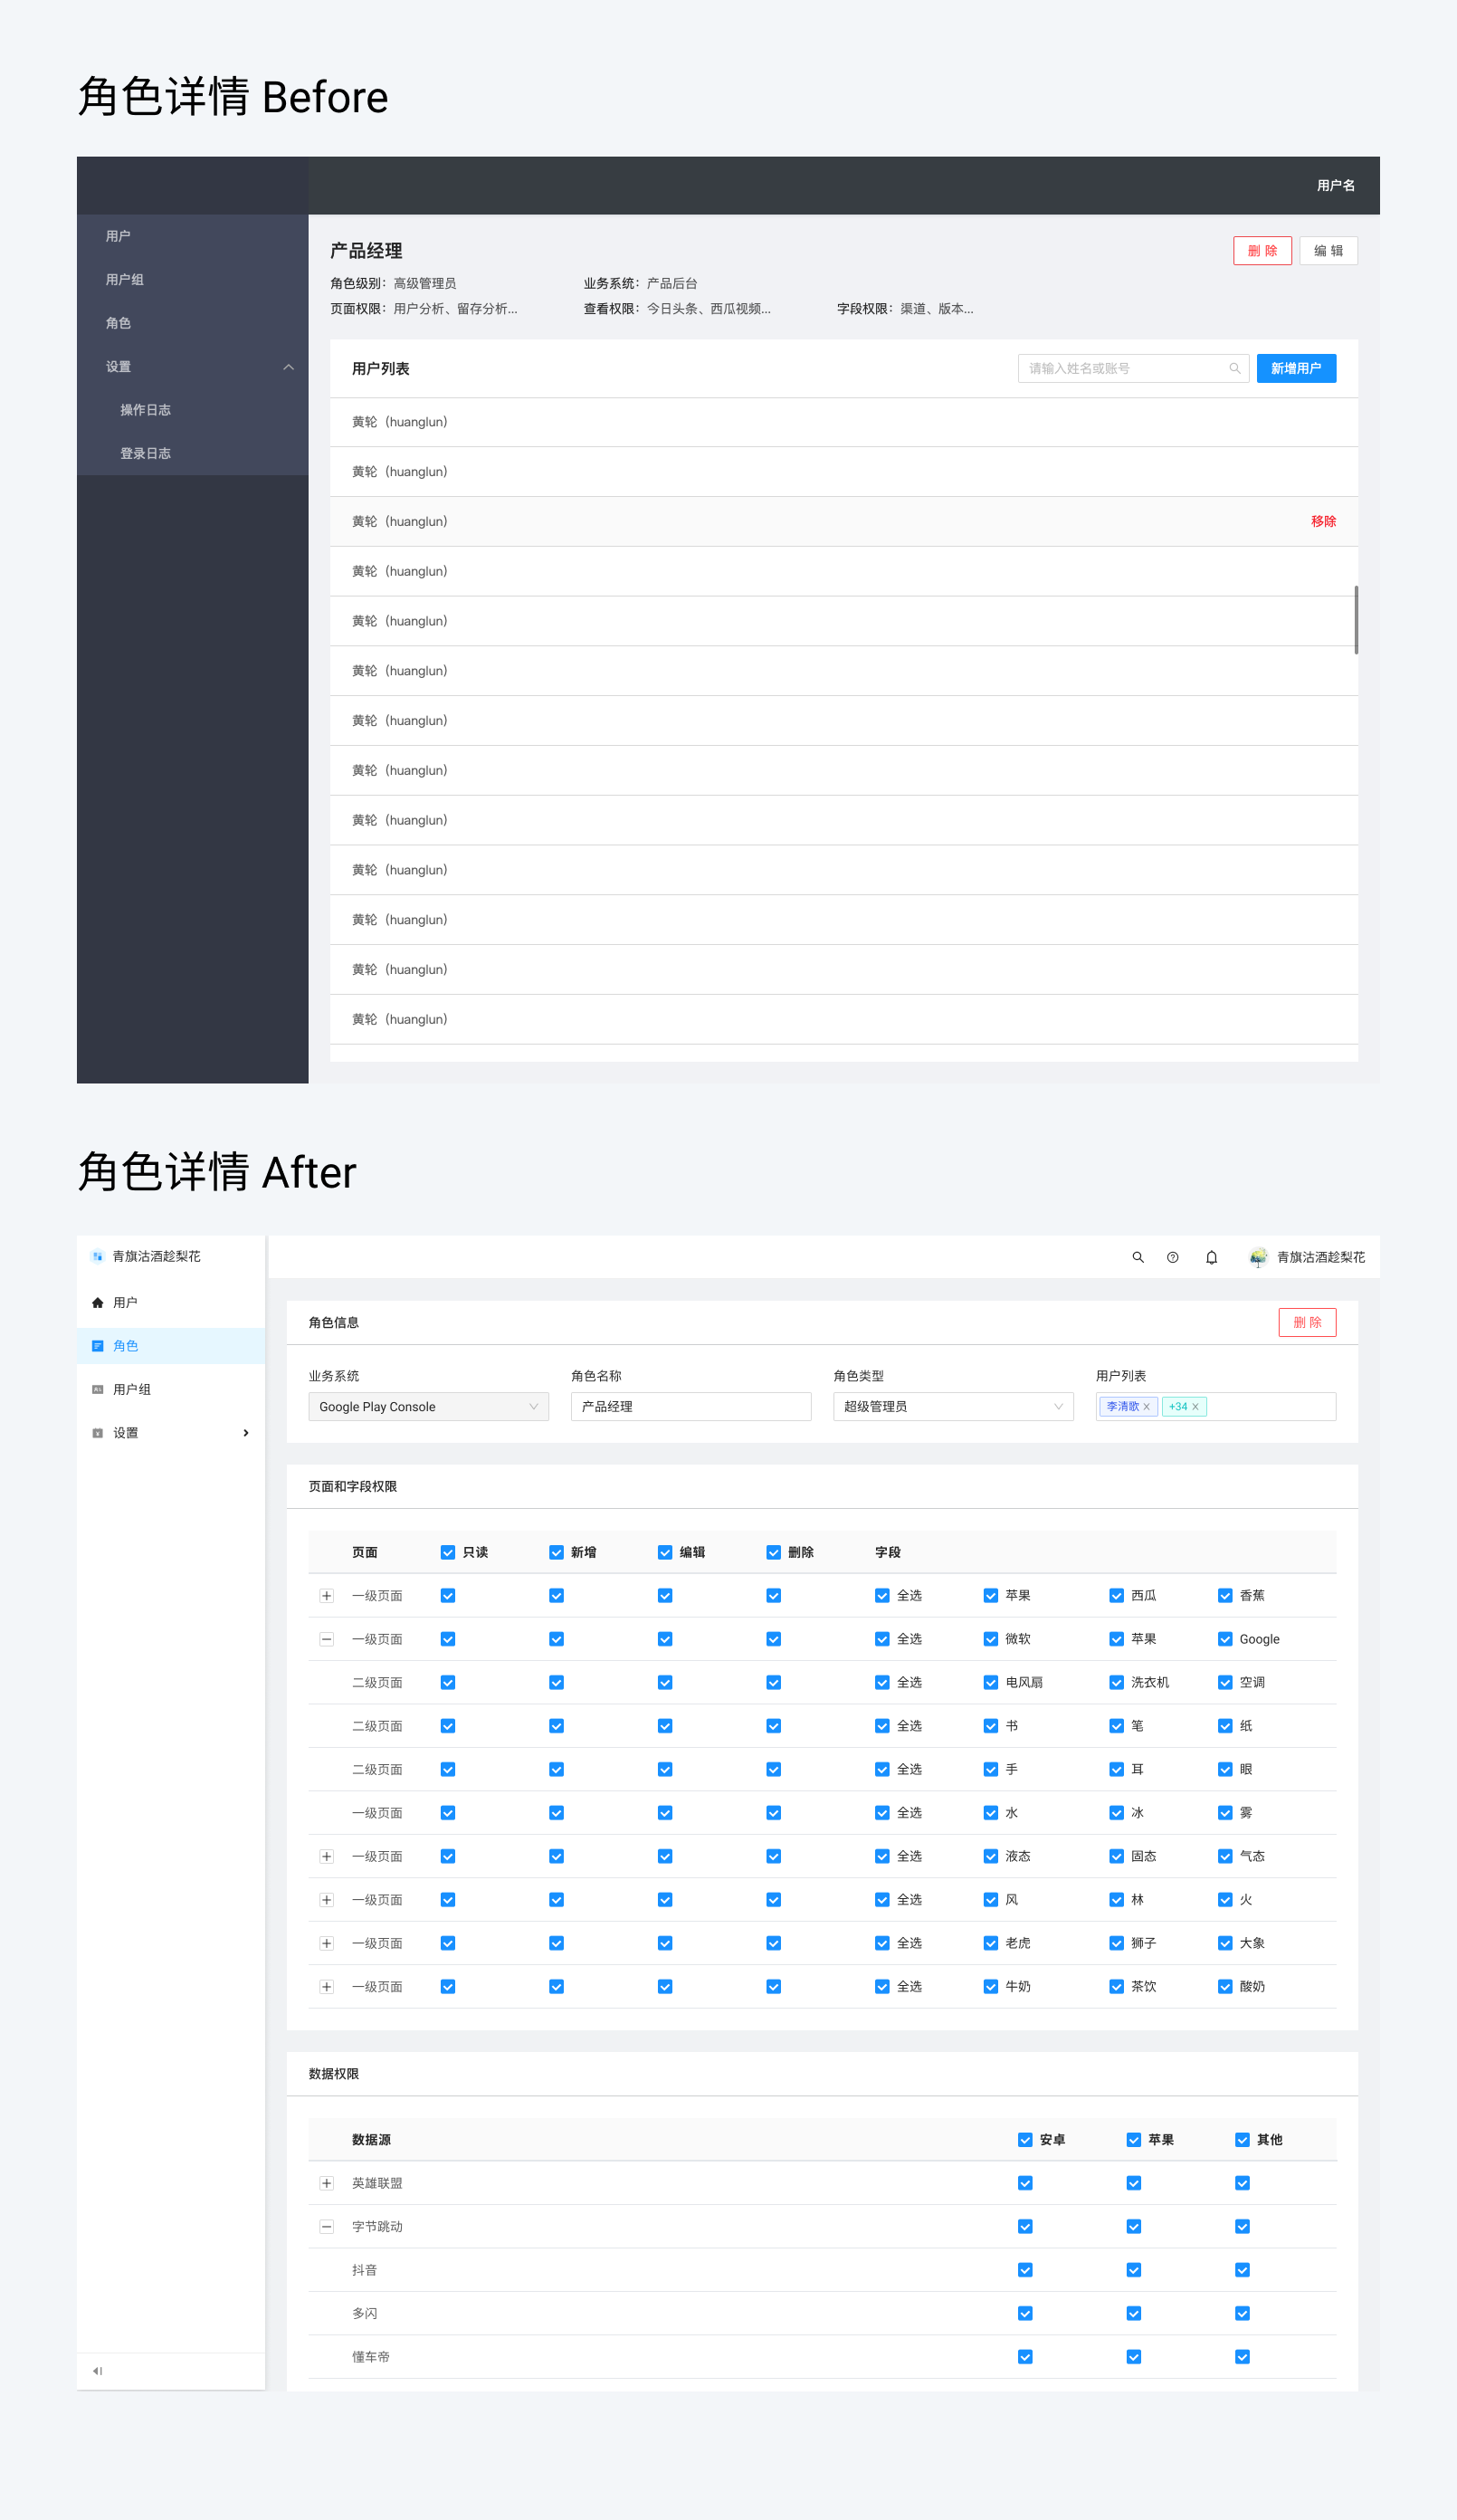 角色详情 Before
用户名
用户
用户组
角色
设置
操作日志
登录日志
产品经理
删 除
编 辑
角色级别：高级管理员 业务系统：产品后台
页面权限：用户分析、留存分析... 查看权限：今日头条、西瓜视频... 字段权限：渠道、版本...
用户列表
请输入姓名或账号
新增用户
黄轮（huanglun）
黄轮（huanglun）
黄轮（huanglun） 移除
黄轮（huanglun）
黄轮（huanglun）
黄轮（huanglun）
黄轮（huanglun）
黄轮（huanglun）
黄轮（huanglun）
黄轮（huanglun）
黄轮（huanglun）
黄轮（huanglun）
黄轮（huanglun）
角色详情 After
青旗沽酒趁梨花
用户
角色
用户组
设置
青旗沽酒趁梨花
角色信息
删 除
业务系统 角色名称 角色类型 用户列表
Google Play Console 产品经理 超级管理员 李清歌 +34
页面和字段权限
页面 只读 新增 编辑 删除 字段
一级页面 全选 苹果 西瓜 香蕉
一级页面 全选 微软 苹果 Google
二级页面 全选 电风扇 洗衣机 空调
二级页面 全选 书 笔 纸
二级页面 全选 手 耳 眼
一级页面 全选 水 冰 雾
一级页面 全选 液态 固态 气态
一级页面 全选 风 林 火
一级页面 全选 老虎 狮子 大象
一级页面 全选 牛奶 茶饮 酸奶
数据权限
数据源 安卓 苹果 其他
英雄联盟
字节跳动
抖音
多闪
懂车帝